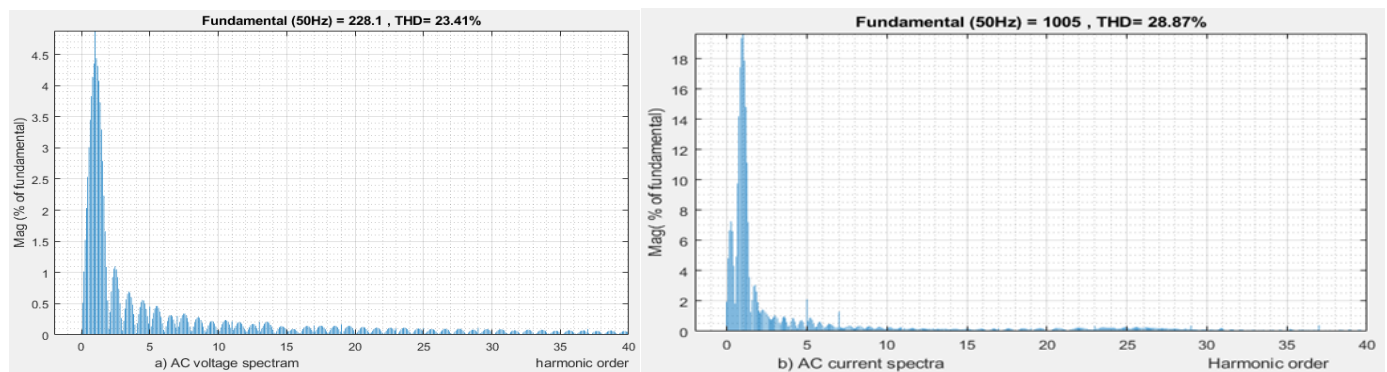 Fundamental (50Hz) = 228.1 , THD= 23.41%
Mag (% of fundamental)
4.5
4
3.5
3
2.5
2
1.5
1
0.5
0
0 5 10 15 20 25 30 35 40
a) AC voltage spectram harmonic order
Fundamental (50Hz) = 1005 , THD= 28.87%
Mag( % of fundamental)
18
16
14
12
10
8
6
4
2
0
0 5 10 15 20 25 30 35 40
b) AC current spectra Harmonic order